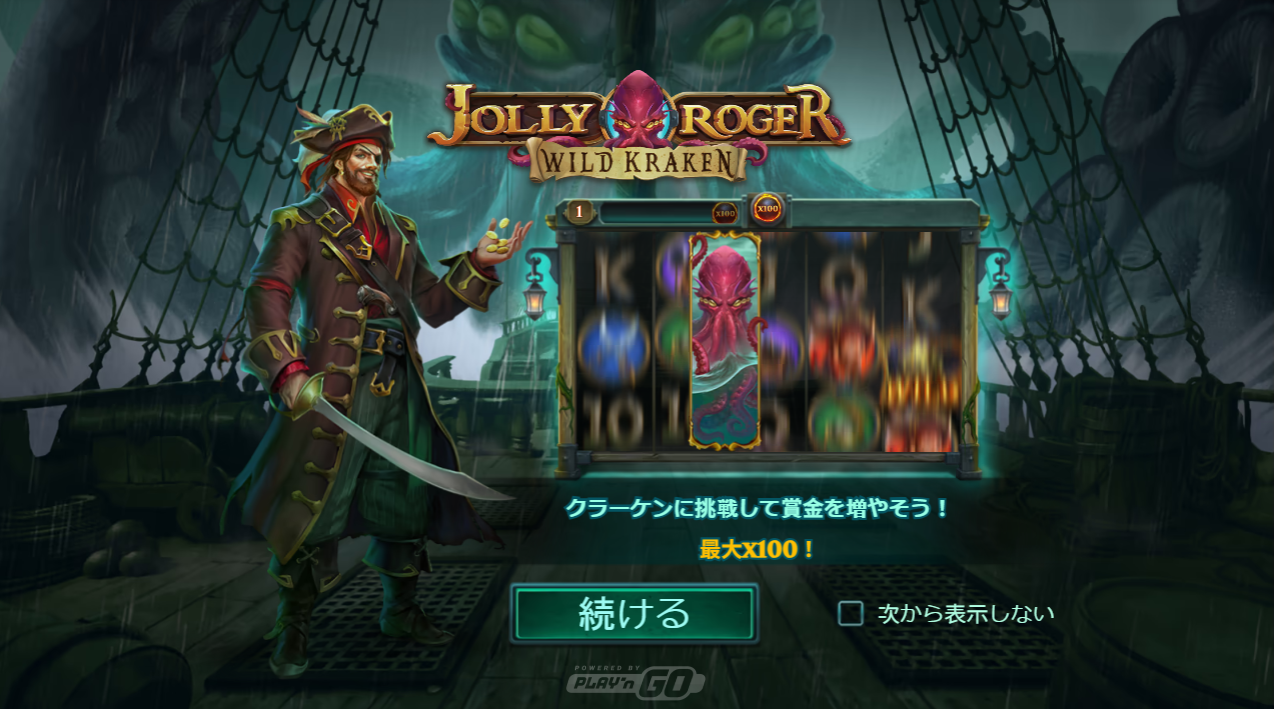 JOLLY ROGER
WILD KRAKEN
1
X100
X100
K
Q
K
10
クラーケンに挑戦して賞金を増やそう！
最大x100！
続ける
次から表示しない
POWERED BY
PLAY'n GO